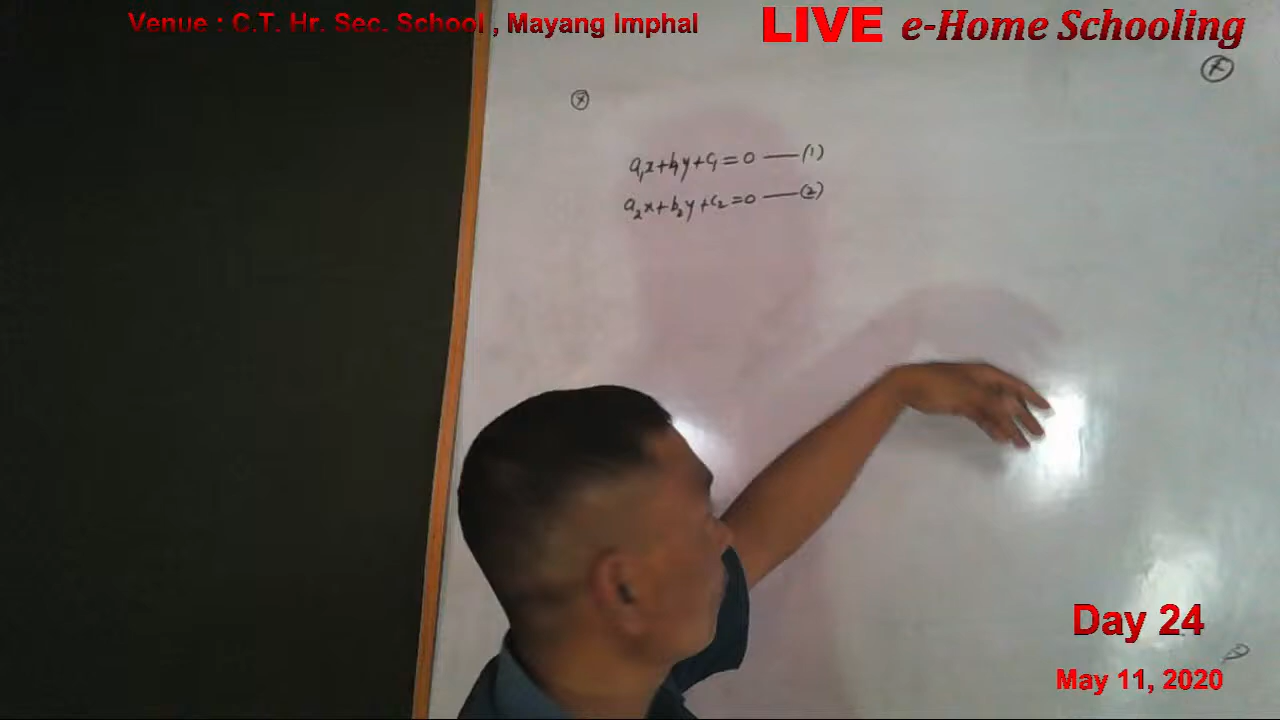 Venue : C.T. Hr. Sec. School , Mayang Imphal
LIVE e-Home Schooling
a₁x+b₁y+c₁=0 —(1)
a₂x+b₂y+c₂=0 —(2)
Day 24
May 11, 2020